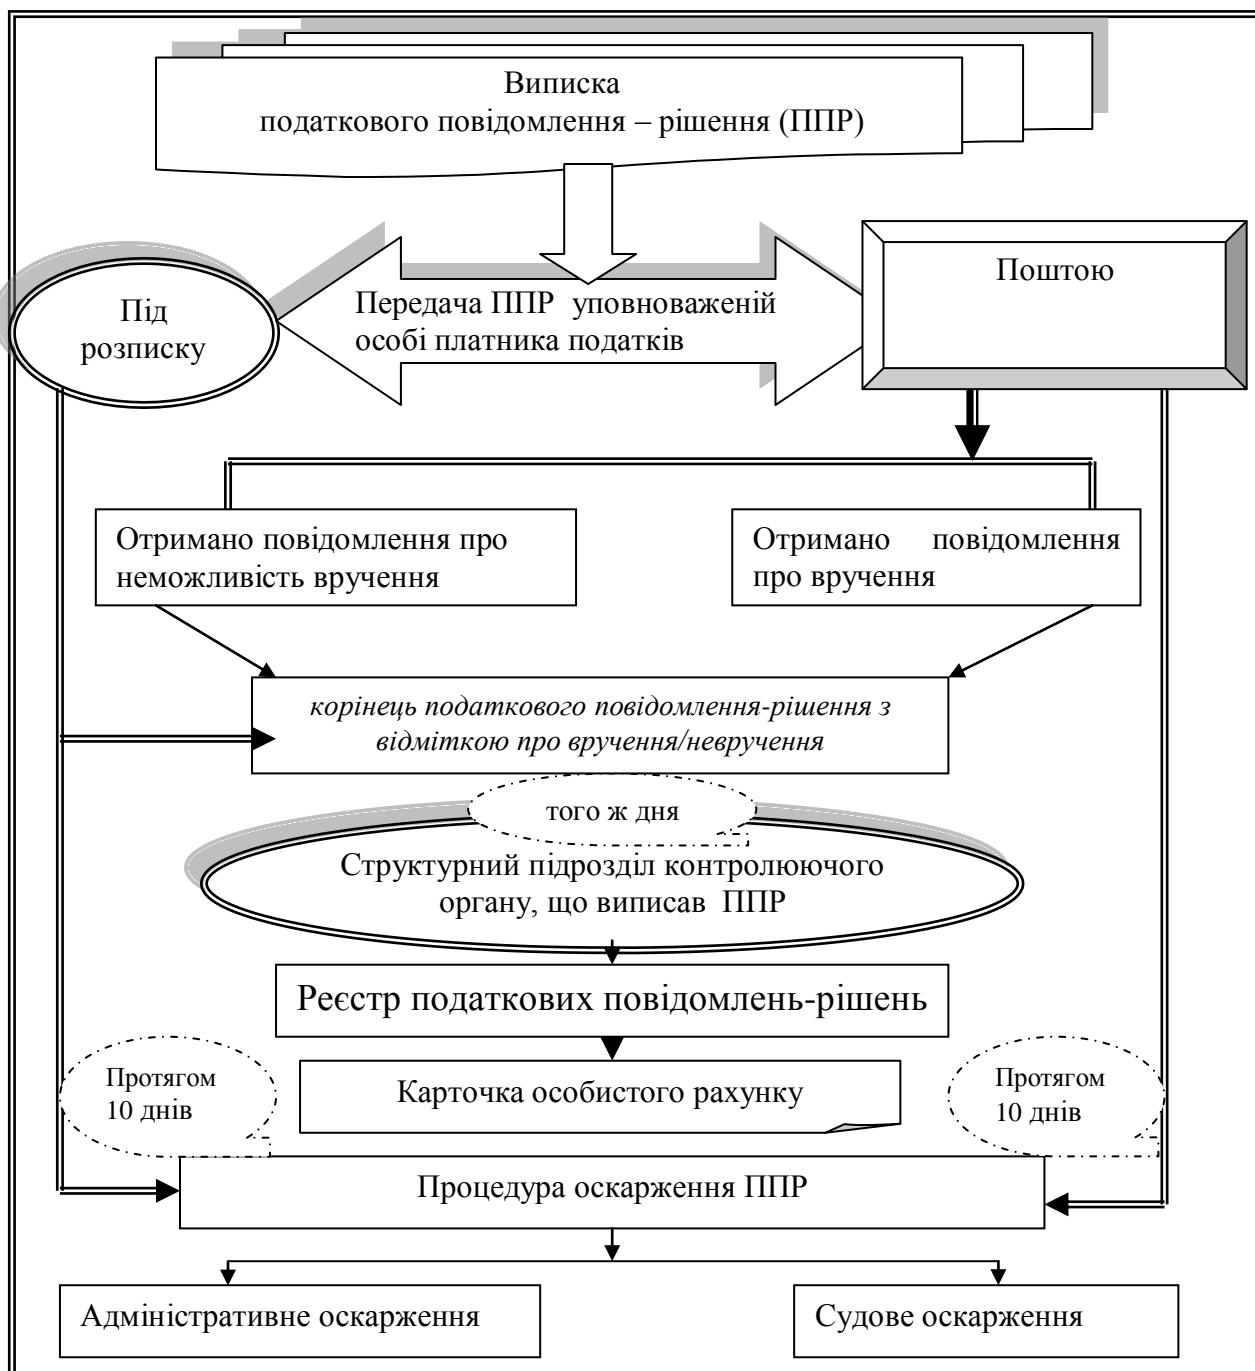 Виписка
податкового повідомлення – рішення (ППР)
Під
розписку
Передача ППР уповноваженій
особі платника податків
Поштою
Отримано повідомлення про
неможливість вручення
Отримано повідомлення
про вручення
корінець податкового повідомлення-рішення з
відміткою про вручення/невручення
того ж дня
Структурний підрозділ контролюючого
органу, що виписав ППР
Реєстр податкових повідомлень-рішень
Карточка особистого рахунку
Протягом
10 днів
Протягом
10 днів
Процедура оскарження ППР
Адміністративне оскарження
Судове оскарження